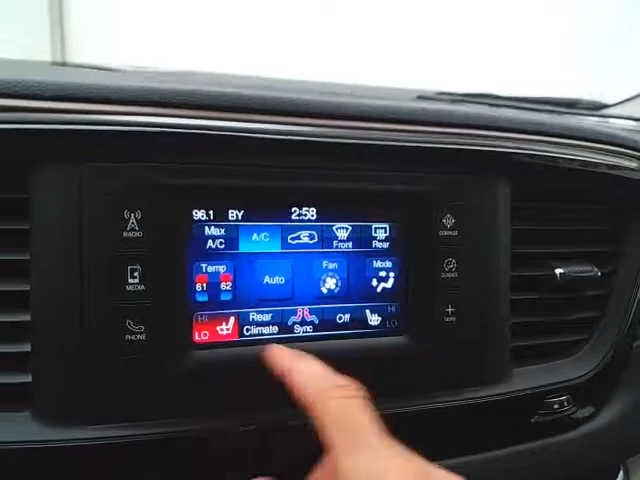 96.1 BY 2:58
RADIO
MEDIA
PHONE
Max
A/C
A/C
Front
Rear
Temp
61 62
Auto
Fan
Mode
HI
LO
Rear
Climate
Sync
Off
HI
LO
COMPASS
CLIMATE
MORE